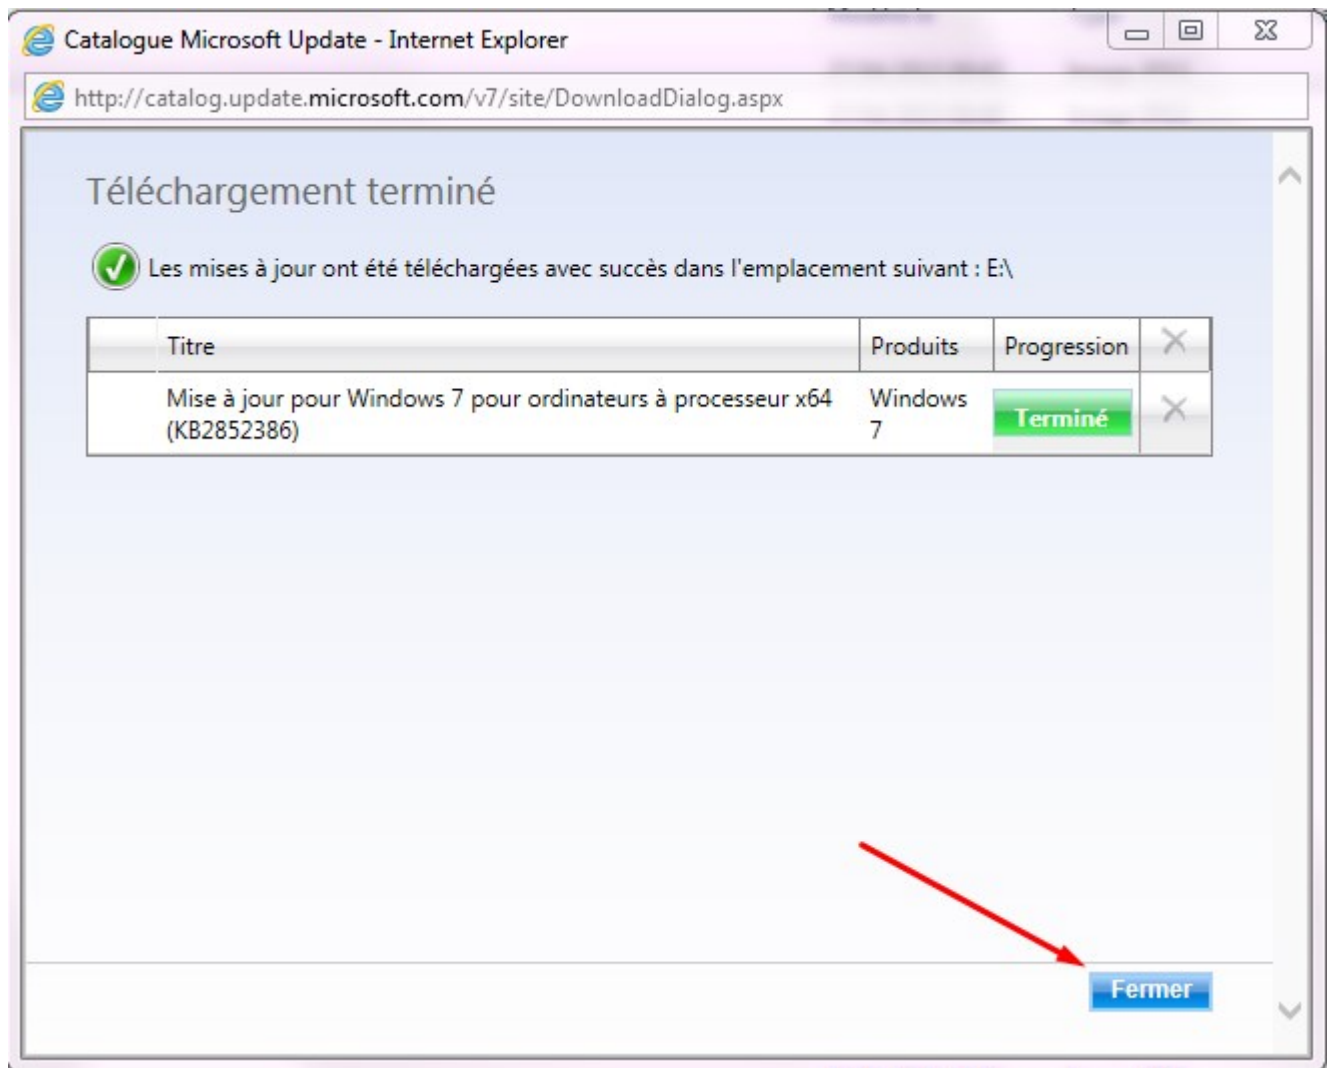 Catalogue Microsoft Update - Internet Explorer
http://catalog.update.microsoft.com/v7/site/DownloadDialog.aspx
Téléchargement terminé
Les mises à jour ont été téléchargées avec succès dans l'emplacement suivant : E:\
Titre Produits Progression
Mise à jour pour Windows 7 pour ordinateurs à processeur x64 Windows
(KB2852386) 7
Terminé
Fermer